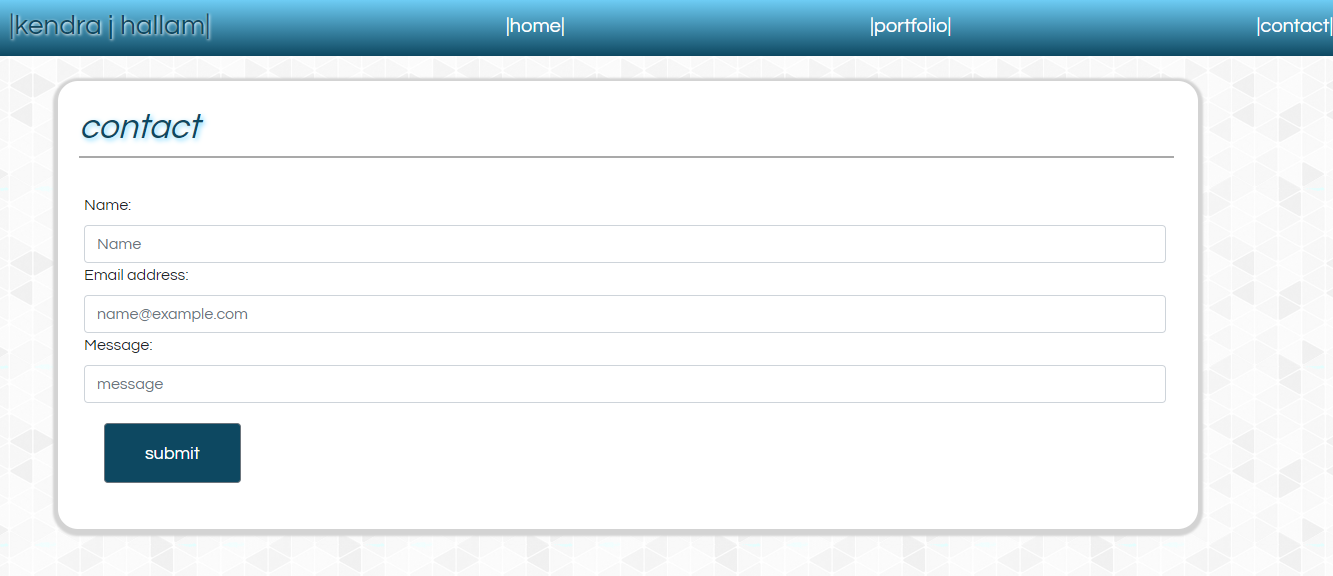 |kendra j hallam| |home| |portfolio| |contact|
contact
Name:
Name
Email address:
name@example.com
Message:
message
submit